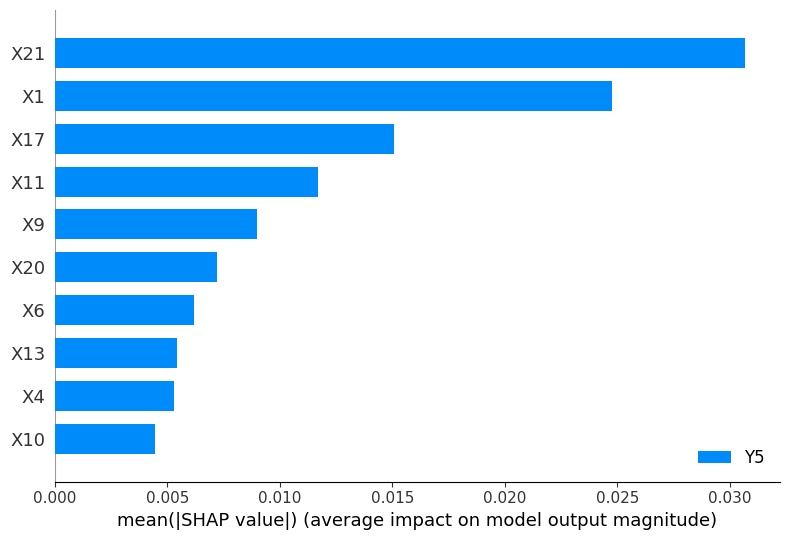 X21
X1
X17
X11
X9
X20
X6
X13
X4
X10
Y5
0.000 0.005 0.010 0.015 0.020 0.025 0.030
mean(|SHAP value|) (average impact on model output magnitude)